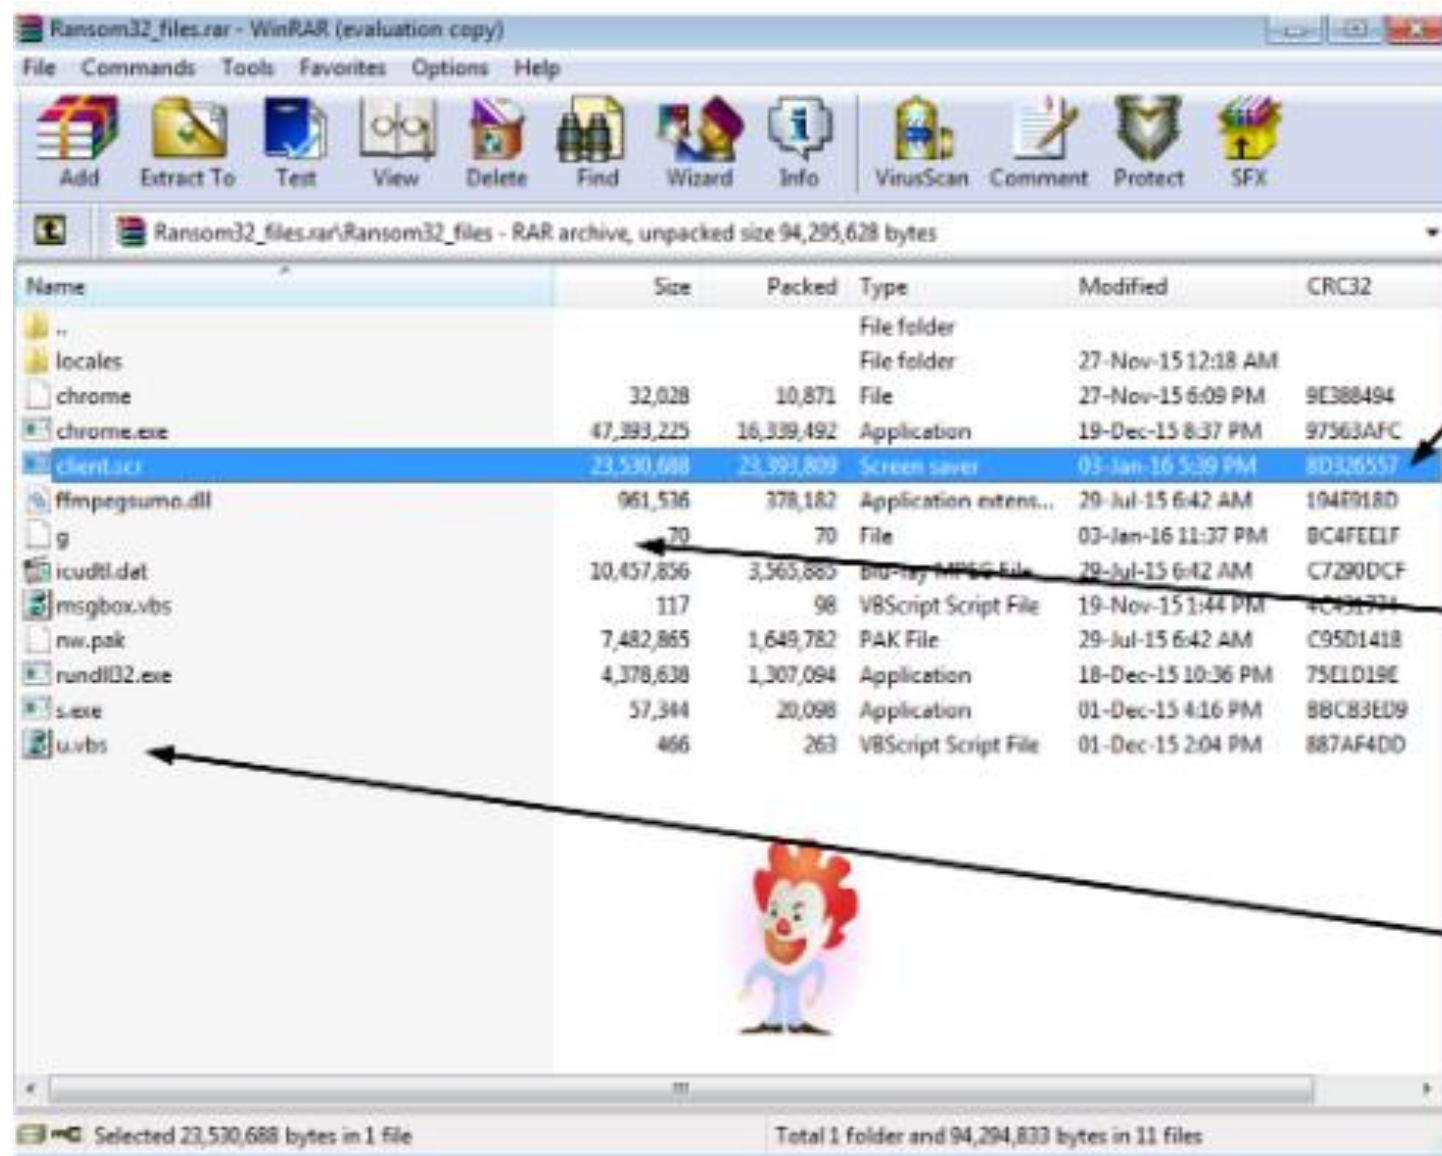 Ransom32_files.rar - WinRAR (evaluation copy)
File Commands Tools Favorites Options Help
Add Extract To Test View Delete Find Wizard Info VirusScan Comment Protect SFX
Ransom32_files.rar\Ransom32_files - RAR archive, unpacked size 94,295,628 bytes
Name Size Packed Type Modified CRC32
.. File folder
locales File folder 27-Nov-15 12:18 AM
chrome 32,028 10,871 File 27-Nov-15 6:09 PM 9E388494
chrome.exe 47,393,225 16,339,492 Application 19-Dec-15 8:37 PM 97563AFC
client.scr 23,530,688 23,393,809 Screen saver 03-Jan-16 5:39 PM 8D326557
ffmpegsumo.dll 961,536 378,182 Application extens... 29-Jul-15 6:42 AM 194E918D
g 70 70 File 03-Jan-16 11:37 PM BC4FEE1F
icudtl.dat 10,457,856 3,565,885 Blu-ray MPEG File 29-Jul-15 6:42 AM C7290DCF
msgbox.vbs 117 98 VBScript Script File 19-Nov-15 1:44 PM
nw.pak 7,482,865 1,649,782 PAK File 29-Jul-15 6:42 AM C95D1418
rundll32.exe 4,378,638 1,307,094 Application 18-Dec-15 10:36 PM 75E1D19E
s.exe 57,344 20,098 Application 01-Dec-15 4:16 PM BBC83ED9
u.vbs 466 263 VBScript Script File 01-Dec-15 2:04 PM 887AF4DD
Selected 23,530,688 bytes in 1 file Total 1 folder and 94,294,833 bytes in 11 files